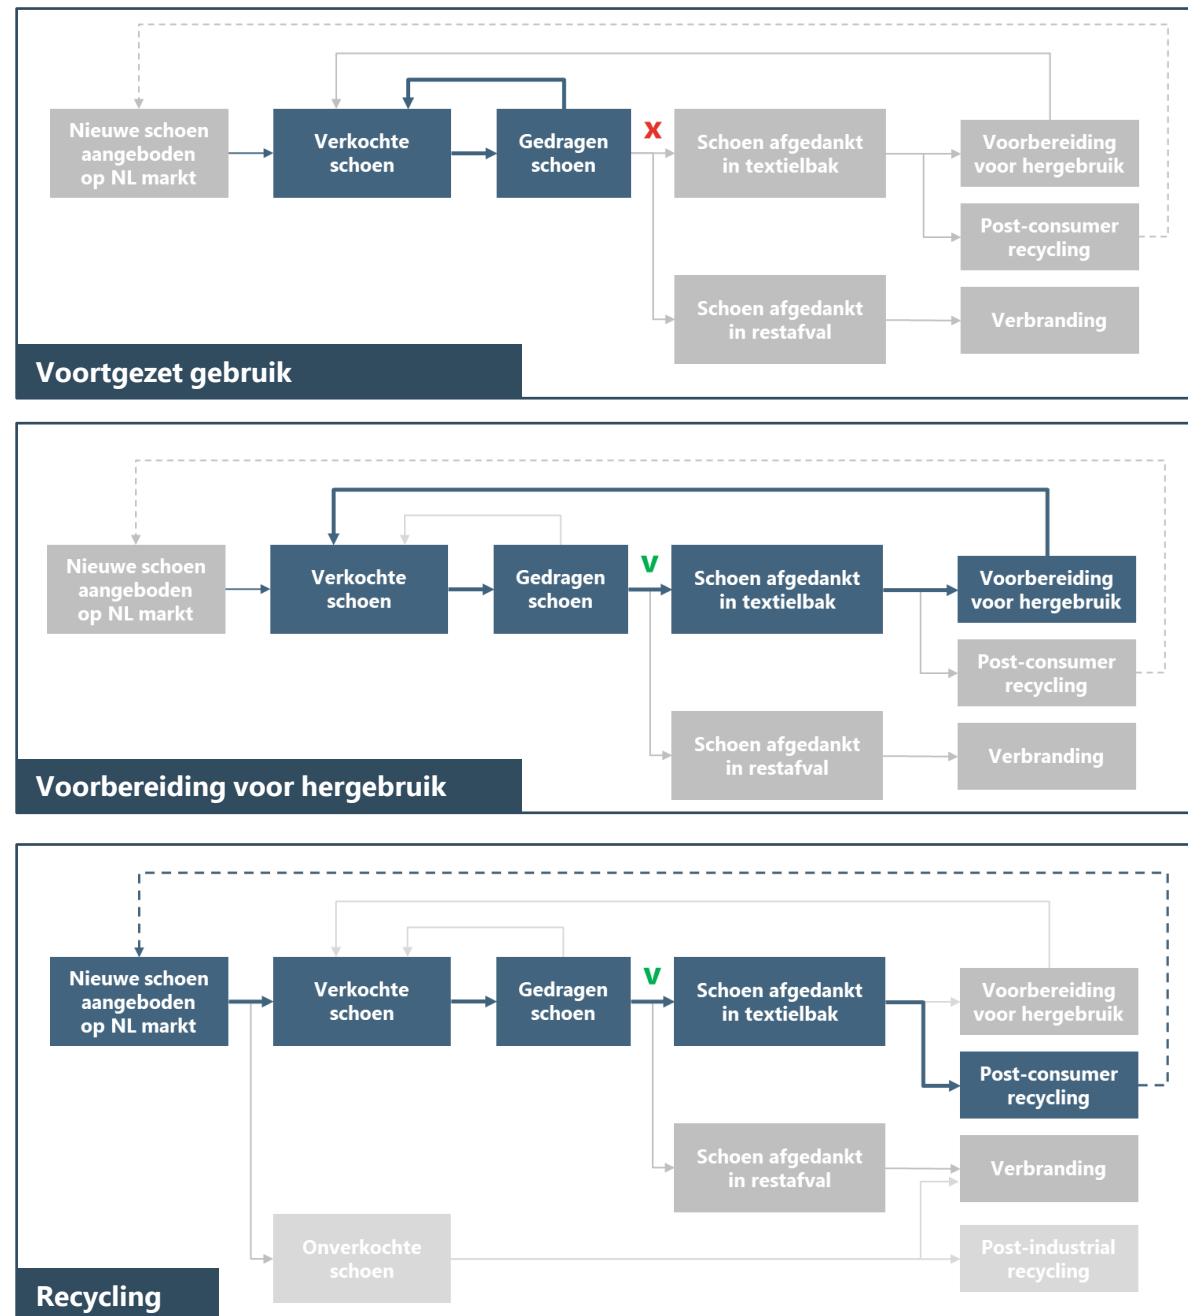 Nieuwe schoen
aangeboden
op NL markt
Verkochte
schoen
Gedragen
schoen
x
Schoen afgedankt
in textielbak
Voorbereiding
voor hergebruik
Post-consumer
recycling
Schoen afgedankt
in restafval
Verbranding
Voortgezet gebruik
Nieuwe schoen
aangeboden
op NL markt
Verkochte
schoen
Gedragen
schoen
v
Schoen afgedankt
in textielbak
Voorbereiding
voor hergebruik
Post-consumer
recycling
Schoen afgedankt
in restafval
Verbranding
Voorbereiding voor hergebruik
Nieuwe schoen
aangeboden
op NL markt
Verkochte
schoen
Gedragen
schoen
v
Schoen afgedankt
in textielbak
Voorbereiding
voor hergebruik
Post-consumer
recycling
Schoen afgedankt
in restafval
Verbranding
Onverkochte
schoen
Post-industrial
recycling
Recycling